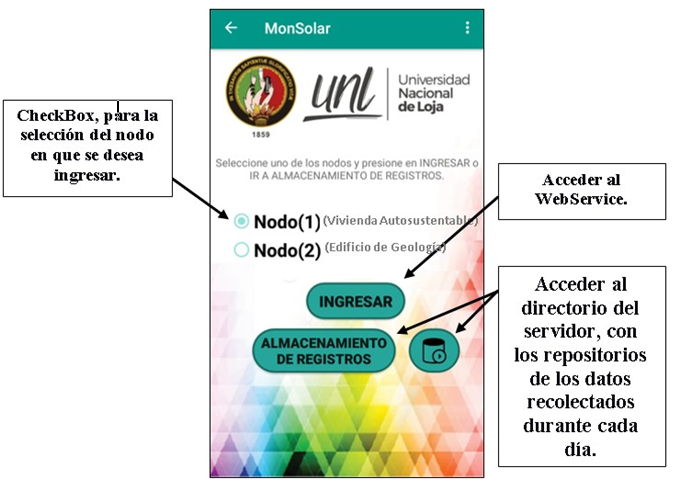 MonSolar
unl
Universidad
Nacional
de Loja
1859
CheckBox, para la
selección del nodo
en que se desea
ingresar.
Seleccione uno de los nodos y presione en INGRESAR o
IR A ALMACENAMIENTO DE REGISTROS.
Acceder al
WebService.
Nodo(1) (Vivienda Autosustentable)
Nodo(2) (Edificio de Geología)
INGRESAR
ALMACENAMIENTO
DE REGISTROS
Acceder al
directorio del
servidor, con
los repositorios
de los datos
recolectados
durante cada
día.